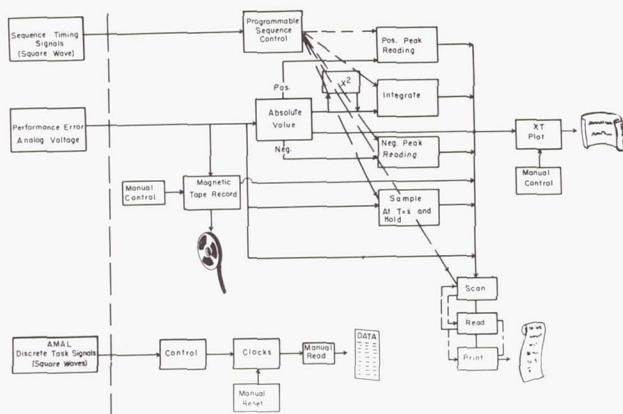 Sequence Timing
Signals
(Square Wave)
Programmable
Sequence
Control
Pos. Peak
Reading
Pos.
X²
Integrate
Performance Error
Analog Voltage
Absolute
Value
Neg.
Neg. Peak
Reading
XT
Plot
Manual
Control
Manual
Control
Magnetic
Tape Record
Sample
At T=x and
Hold
Scan
Read
Print
AMAL
Discrete Task Signals
(Square Waves)
Control
Clocks
Manual
Read
DATA
Manual
Reset